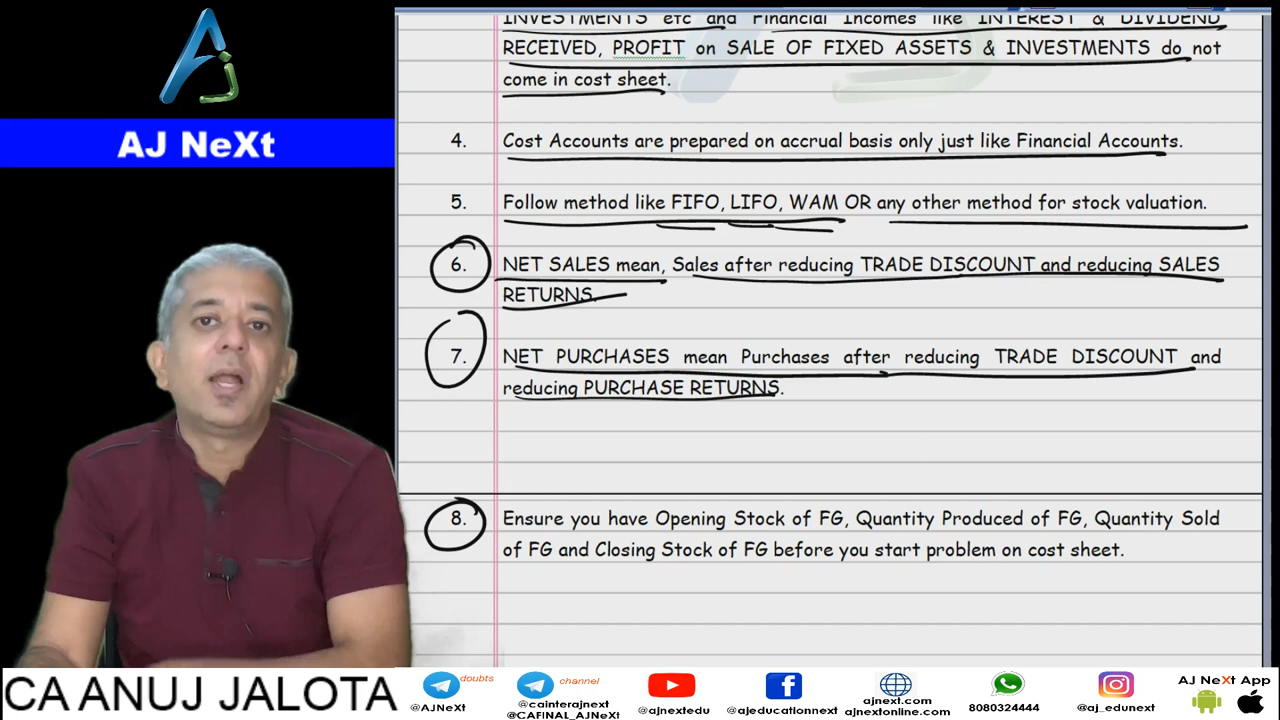 INVESTMENTS etc and Financial Incomes like INTEREST & DIVIDEND
RECEIVED, PROFIT on SALE OF FIXED ASSETS & INVESTMENTS do not
come in cost sheet.
AJ NeXt
4. Cost Accounts are prepared on accrual basis only just like Financial Accounts.
5. Follow method like FIFO, LIFO, WAM OR any other method for stock valuation.
6. NET SALES mean, Sales after reducing TRADE DISCOUNT and reducing SALES
RETURNS.
7. NET PURCHASES mean Purchases after reducing TRADE DISCOUNT and
reducing PURCHASE RETURNS.
8. Ensure you have Opening Stock of FG, Quantity Produced of FG, Quantity Sold
of FG and Closing Stock of FG before you start problem on cost sheet.
CA ANUJ JALOTA
doubts
@AJNeXt
channel
@cainterajnext
@CAFINAL_AJNeXt
@ajnextedu
@ajeducationnext
ajnext.com
ajnextonline.com
8080324444
@aj_edunext
AJ NeXt App